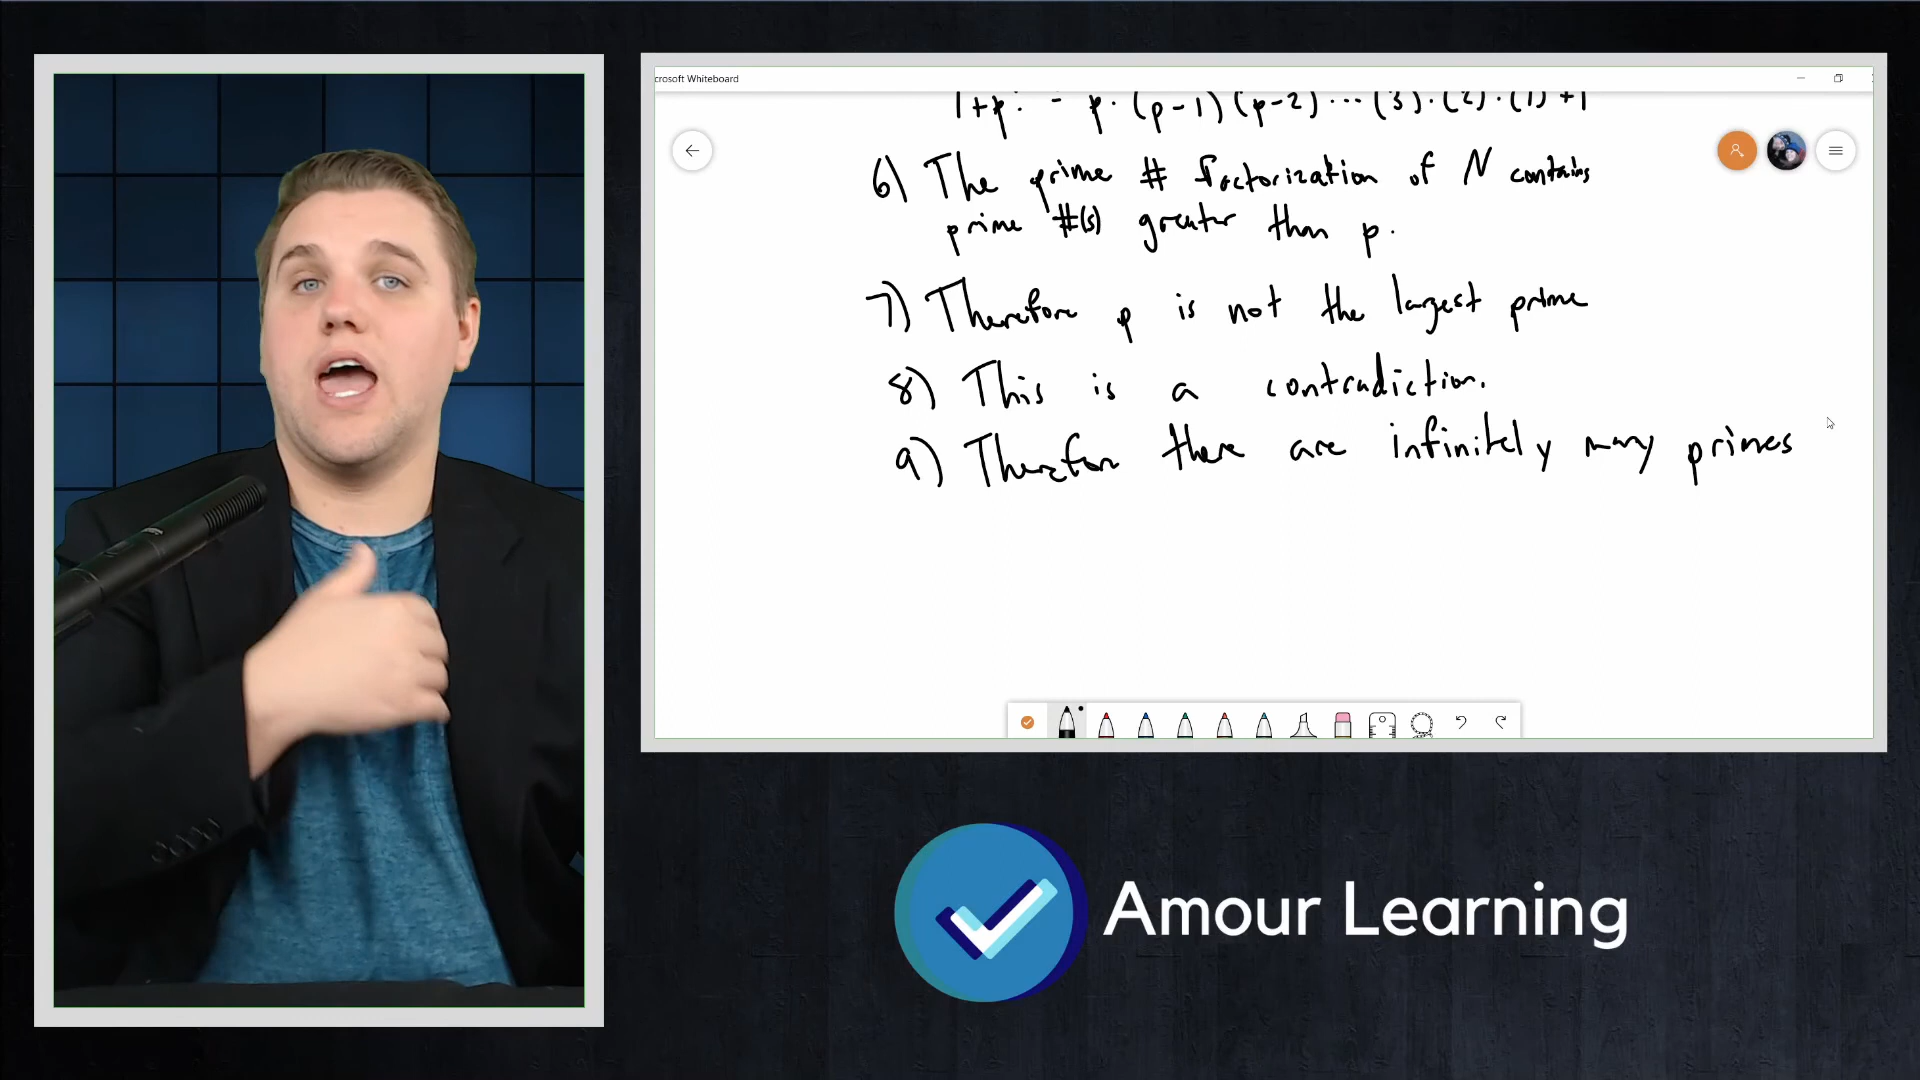 crosoft Whiteboard
1+p! = p·(p-1)(p-2)···(3)·(2)·(1)+1
6) The prime # factorization of N contains
prime #(s) greater than p.
7) Therefore p is not the largest prime
8) This is a contradiction.
9) Therefore there are infinitely many primes
Amour Learning